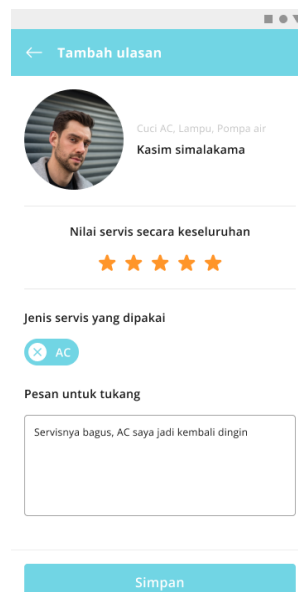 Tambah ulasan
Cuci AC, Lampu, Pompa air
Kasim simalakama
Nilai servis secara keseluruhan
Jenis servis yang dipakai
AC
Pesan untuk tukang
Servisnya bagus, AC saya jadi kembali dingin
Simpan